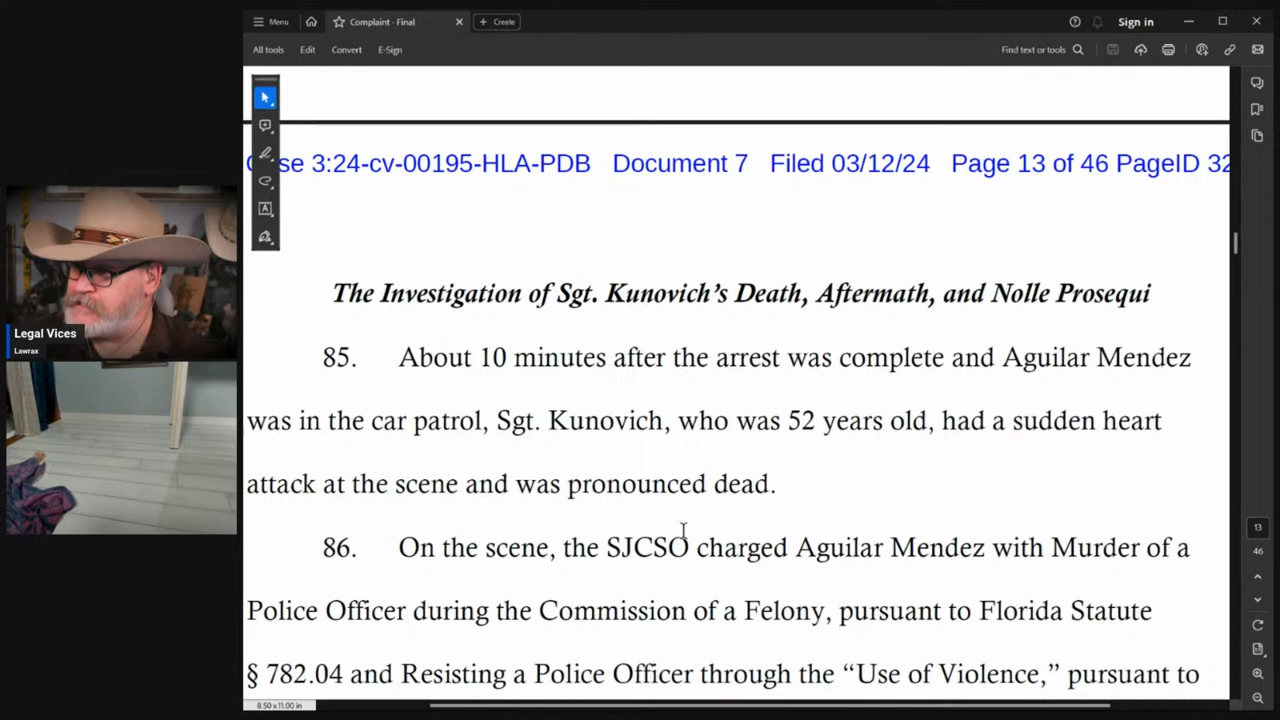 Menu
Complaint - Final
Create
Sign in
All tools
Edit
Convert
E-Sign
Find text or tools
Case 3:24-cv-00195-HLA-PDB Document 7 Filed 03/12/24 Page 13 of 46 PageID 32
The Investigation of Sgt. Kunovich’s Death, Aftermath, and Nolle Prosequi
85. About 10 minutes after the arrest was complete and Aguilar Mendez
was in the car patrol, Sgt. Kunovich, who was 52 years old, had a sudden heart
attack at the scene and was pronounced dead.
86. On the scene, the SJCSO charged Aguilar Mendez with Murder of a
Police Officer during the Commission of a Felony, pursuant to Florida Statute
§ 782.04 and Resisting a Police Officer through the “Use of Violence,” pursuant to
Legal Vices
Lawrax
13
46
8.50 x 11.00 in